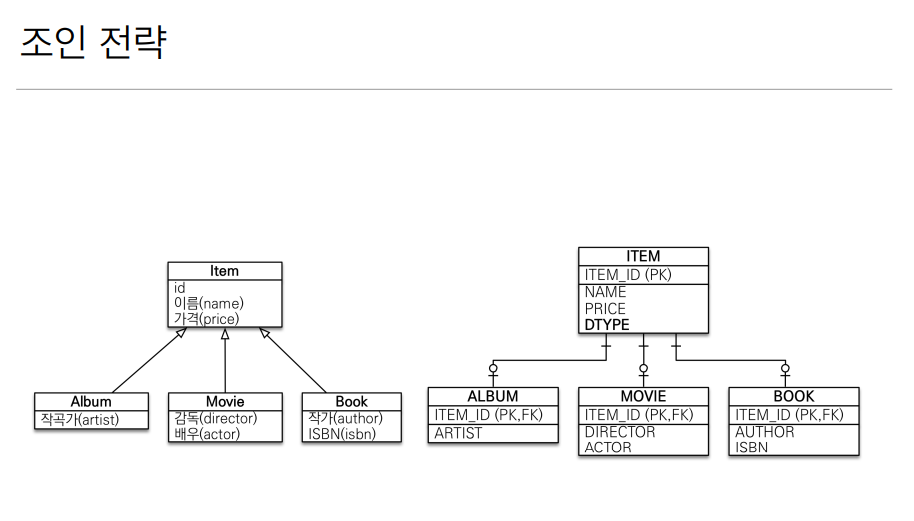 조인 전략
Item
id
이름(name)
가격(price)
Album
작곡가(artist)
Movie
감독(director)
배우(actor)
Book
작가(author)
ISBN(isbn)
ITEM
ITEM_ID (PK)
NAME
PRICE
DTYPE
ALBUM
ITEM_ID (PK,FK)
ARTIST
MOVIE
ITEM_ID (PK,FK)
DIRECTOR
ACTOR
BOOK
ITEM_ID (PK,FK)
AUTHOR
ISBN